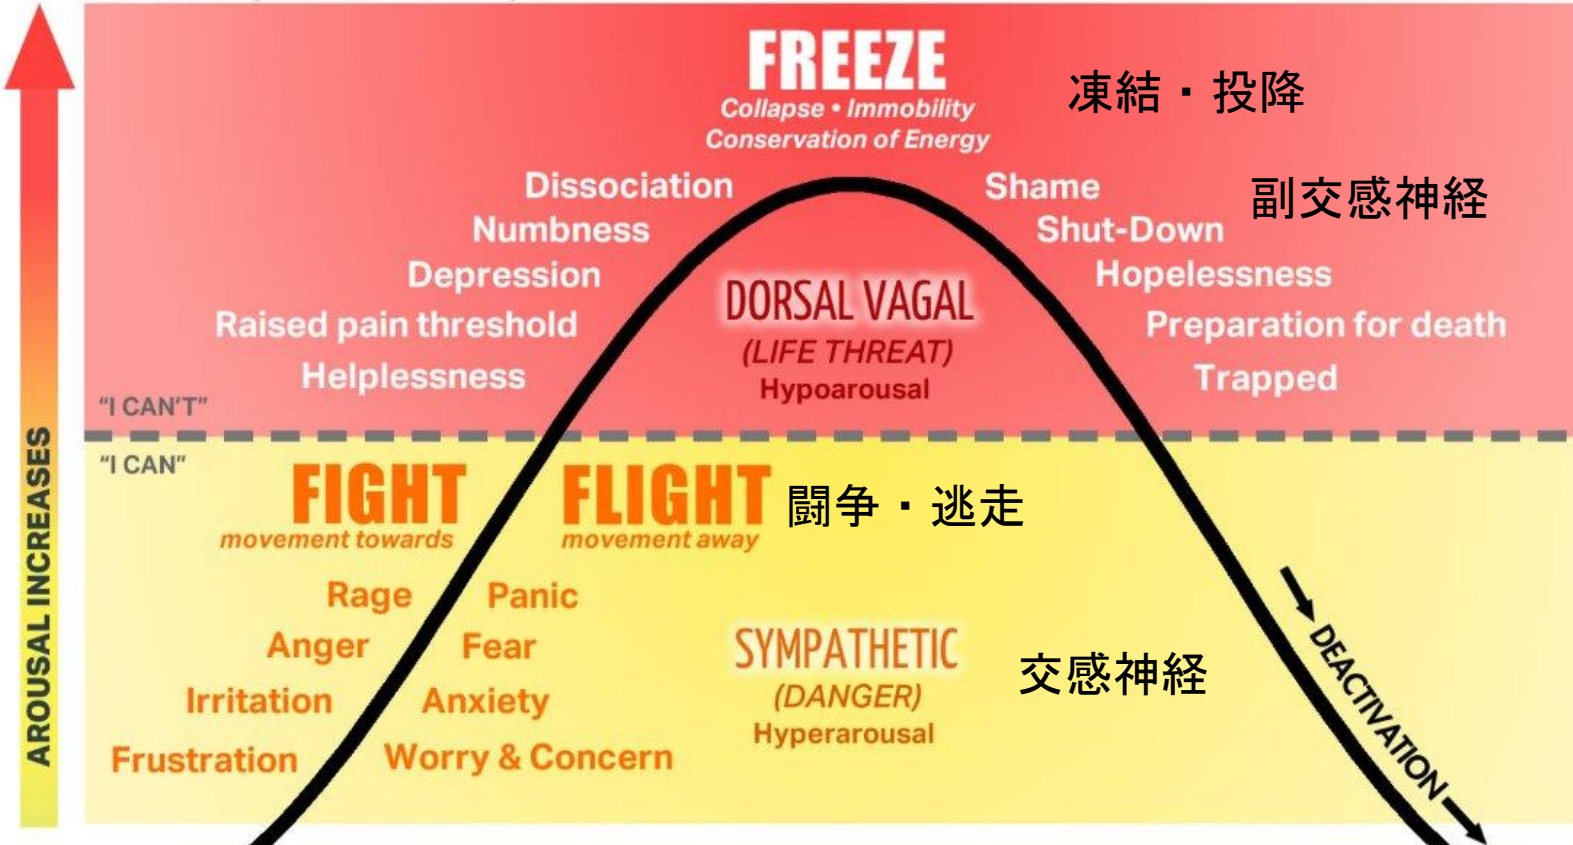 FREEZE
Collapse • Immobility
Conservation of Energy
凍結・投降
Dissociation
Numbness
Depression
Raised pain threshold
Helplessness
Shame
Shut-Down
Hopelessness
Preparation for death
Trapped
副交感神経
DORSAL VAGAL
(LIFE THREAT)
Hypoarousal
"I CAN'T"
"I CAN"
FIGHT
movement towards
FLIGHT
movement away
闘争・逃走
Rage
Anger
Irritation
Frustration
Panic
Fear
Anxiety
Worry & Concern
SYMPATHETIC
(DANGER)
Hyperarousal
交感神経
DEACTIVATION
AROUSAL INCREASES